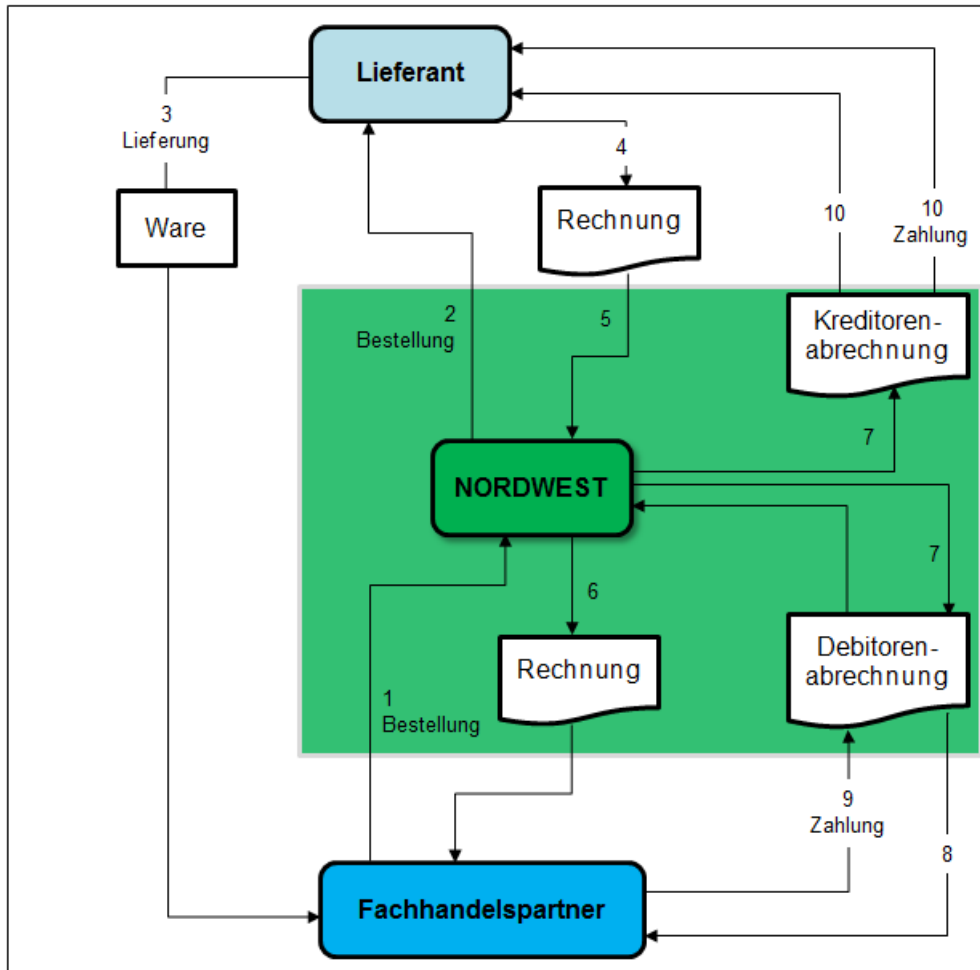 Lieferant
3
Lieferung
4
Ware
Rechnung
10
10
Zahlung
2
Bestellung
5
Kreditoren-
abrechnung
7
NORDWEST
7
6
Rechnung
Debitoren-
abrechnung
1
Bestellung
9
Zahlung
8
Fachhandelspartner